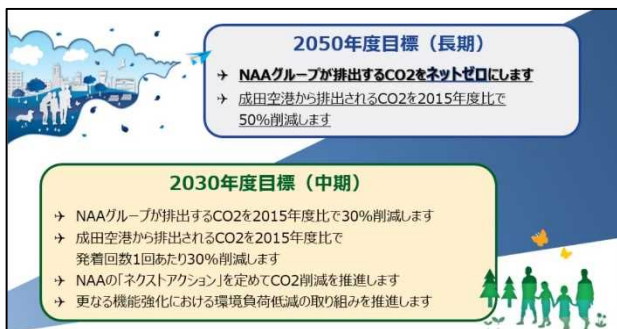 2050年度目標（長期）
NAAグループが排出するCO2をネットゼロにします
成田空港から排出されるCO2を2015年度比で
50%削減します
2030年度目標（中期）
NAAグループが排出するCO2を2015年度比で30%削減します
成田空港から排出されるCO2を2015年度比で
発着回数1回あたり30%削減します
NAAの「ネクストアクション」を定めてCO2削減を推進します
更なる機能強化における環境負荷低減の取り組みを推進します